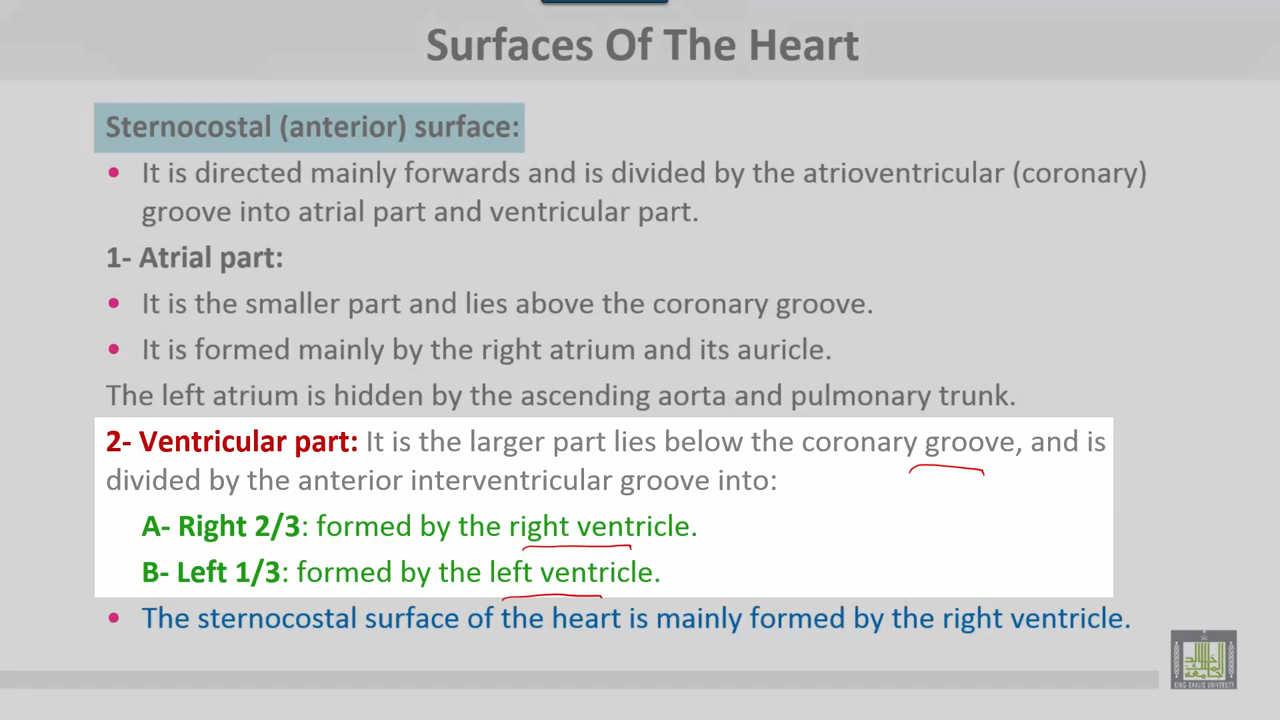 Surfaces Of The Heart
Sternocostal (anterior) surface:
• It is directed mainly forwards and is divided by the atrioventricular (coronary)
groove into atrial part and ventricular part.
1- Atrial part:
• It is the smaller part and lies above the coronary groove.
• It is formed mainly by the right atrium and its auricle.
The left atrium is hidden by the ascending aorta and pulmonary trunk.
2- Ventricular part: It is the larger part lies below the coronary groove, and is
divided by the anterior interventricular groove into:
A- Right 2/3: formed by the right ventricle.
B- Left 1/3: formed by the left ventricle.
• The sternocostal surface of the heart is mainly formed by the right ventricle.
KING KHALID UNIVERSITY